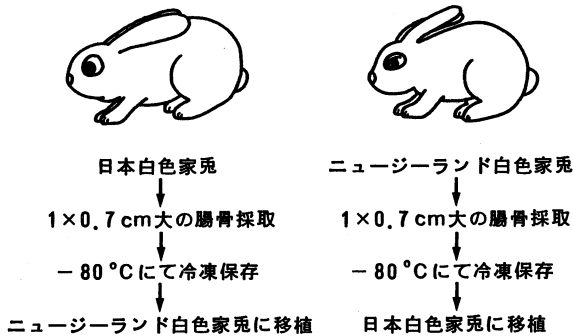 日本白色家兎
1×0.7cm大の腸骨採取
−80°Cにて冷凍保存
ニュージーランド白色家兎に移植
ニュージーランド白色家兎
1×0.7cm大の腸骨採取
−80°Cにて冷凍保存
日本白色家兎に移植